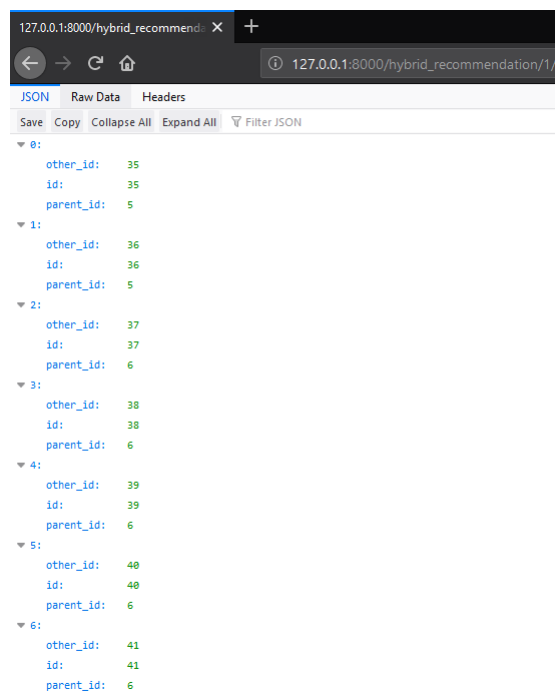 127.0.0.1:8000/hybrid_recommenda
127.0.0.1:8000/hybrid_recommendation/1/
JSON Raw Data Headers
Save Copy Collapse All Expand All Filter JSON
0:
other_id: 35
id: 35
parent_id: 5
1:
other_id: 36
id: 36
parent_id: 5
2:
other_id: 37
id: 37
parent_id: 6
3:
other_id: 38
id: 38
parent_id: 6
4:
other_id: 39
id: 39
parent_id: 6
5:
other_id: 40
id: 40
parent_id: 6
6:
other_id: 41
id: 41
parent_id: 6